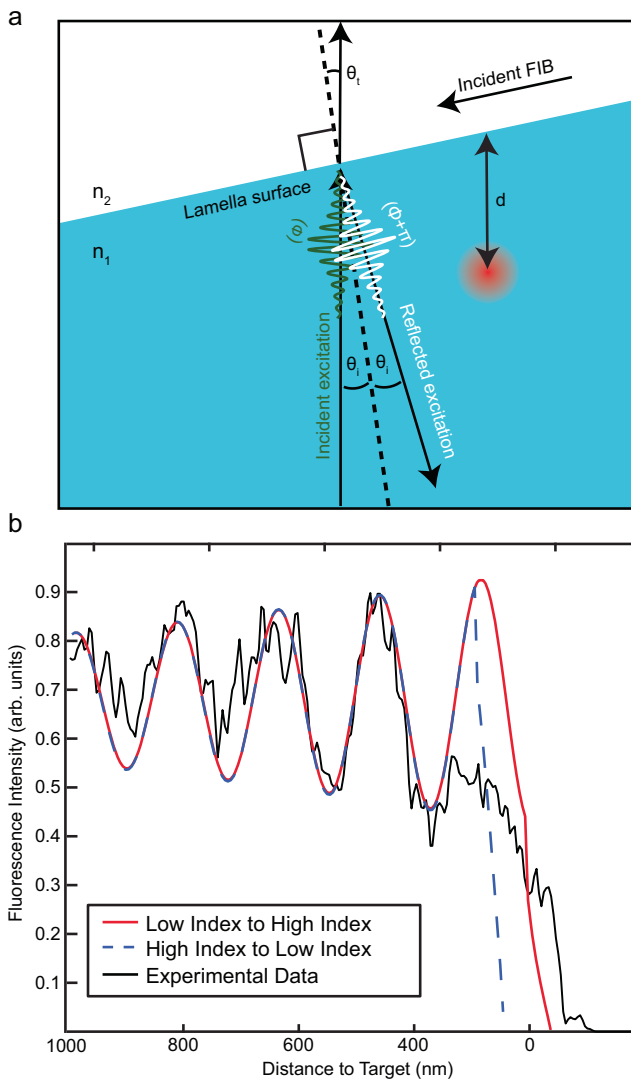 a
θt
Incident FIB
n2
Lamella surface
d
n1
(Φ)
(Φ+π)
Incident excitation
θi
θi
Reflected excitation
b
Fluorescence Intensity (arb. units)
0.9
0.8
0.7
0.6
0.5
0.4
0.3
0.2
0.1
Low Index to High Index
High Index to Low Index
Experimental Data
1000 800 600 400 200 0
Distance to Target (nm)